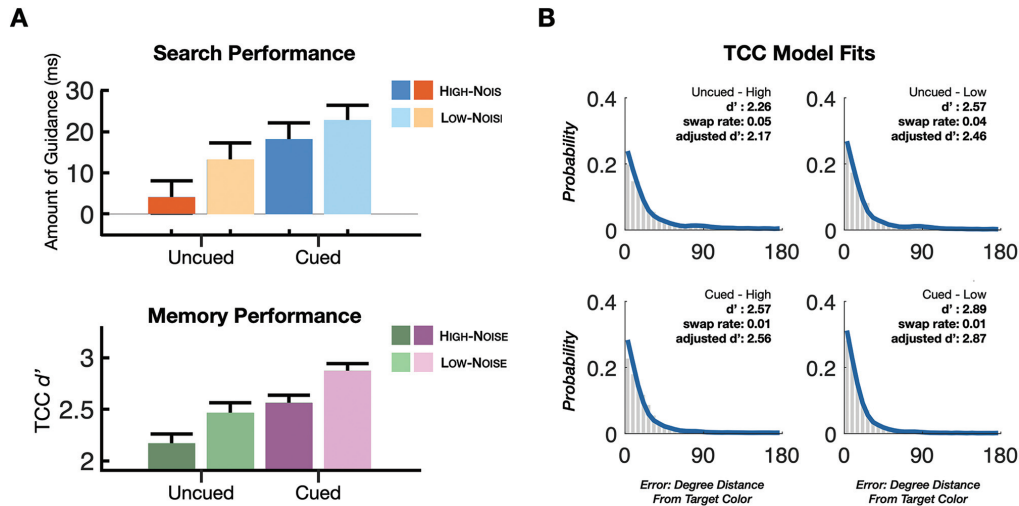 A
Search Performance
Amount of Guidance (ms)
30
20
10
0
Uncued
Cued
HIGH-NOIS
LOW-NOISI
Memory Performance
TCC d’
3
2.5
2
Uncued
Cued
HIGH-NOISE
LOW-NOISE
B
TCC Model Fits
Probability
0.4
0.2
0
0
90
180
Uncued - High
d’ : 2.26
swap rate: 0.05
adjusted d’: 2.17
0.4
0.2
0
0
90
180
Uncued - Low
d’ : 2.57
swap rate: 0.04
adjusted d’: 2.46
Probability
0.4
0.2
0
0
90
180
Cued - High
d’ : 2.57
swap rate: 0.01
adjusted d’: 2.56
Error: Degree Distance
From Target Color
0.4
0.2
0
0
90
180
Cued - Low
d’ : 2.89
swap rate: 0.01
adjusted d’: 2.87
Error: Degree Distance
From Target Color